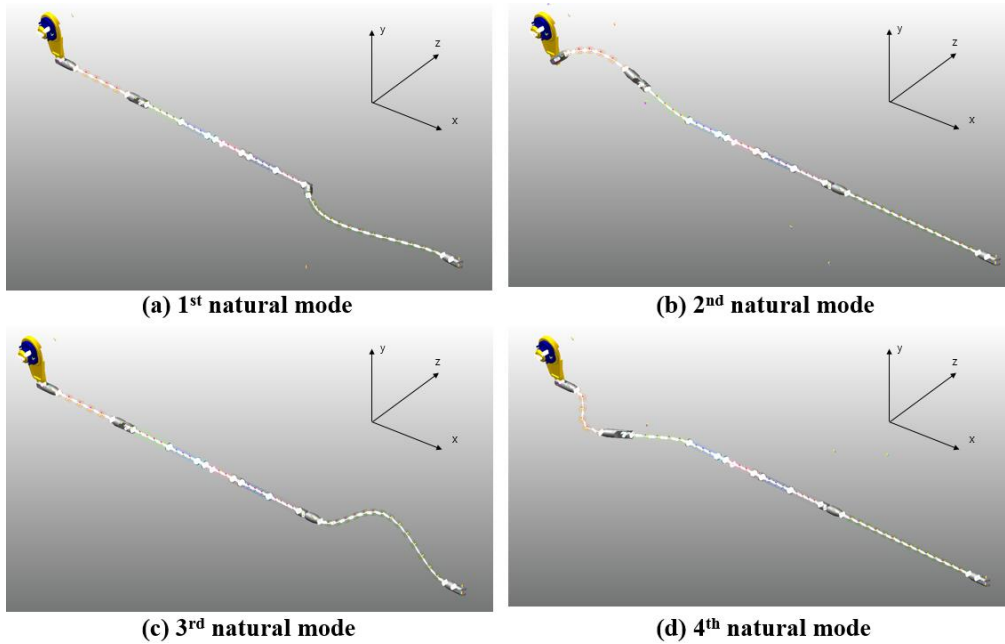 y
z
x
y
z
x
(a) 1st natural mode
(b) 2nd natural mode
y
z
x
y
z
x
(c) 3rd natural mode
(d) 4th natural mode